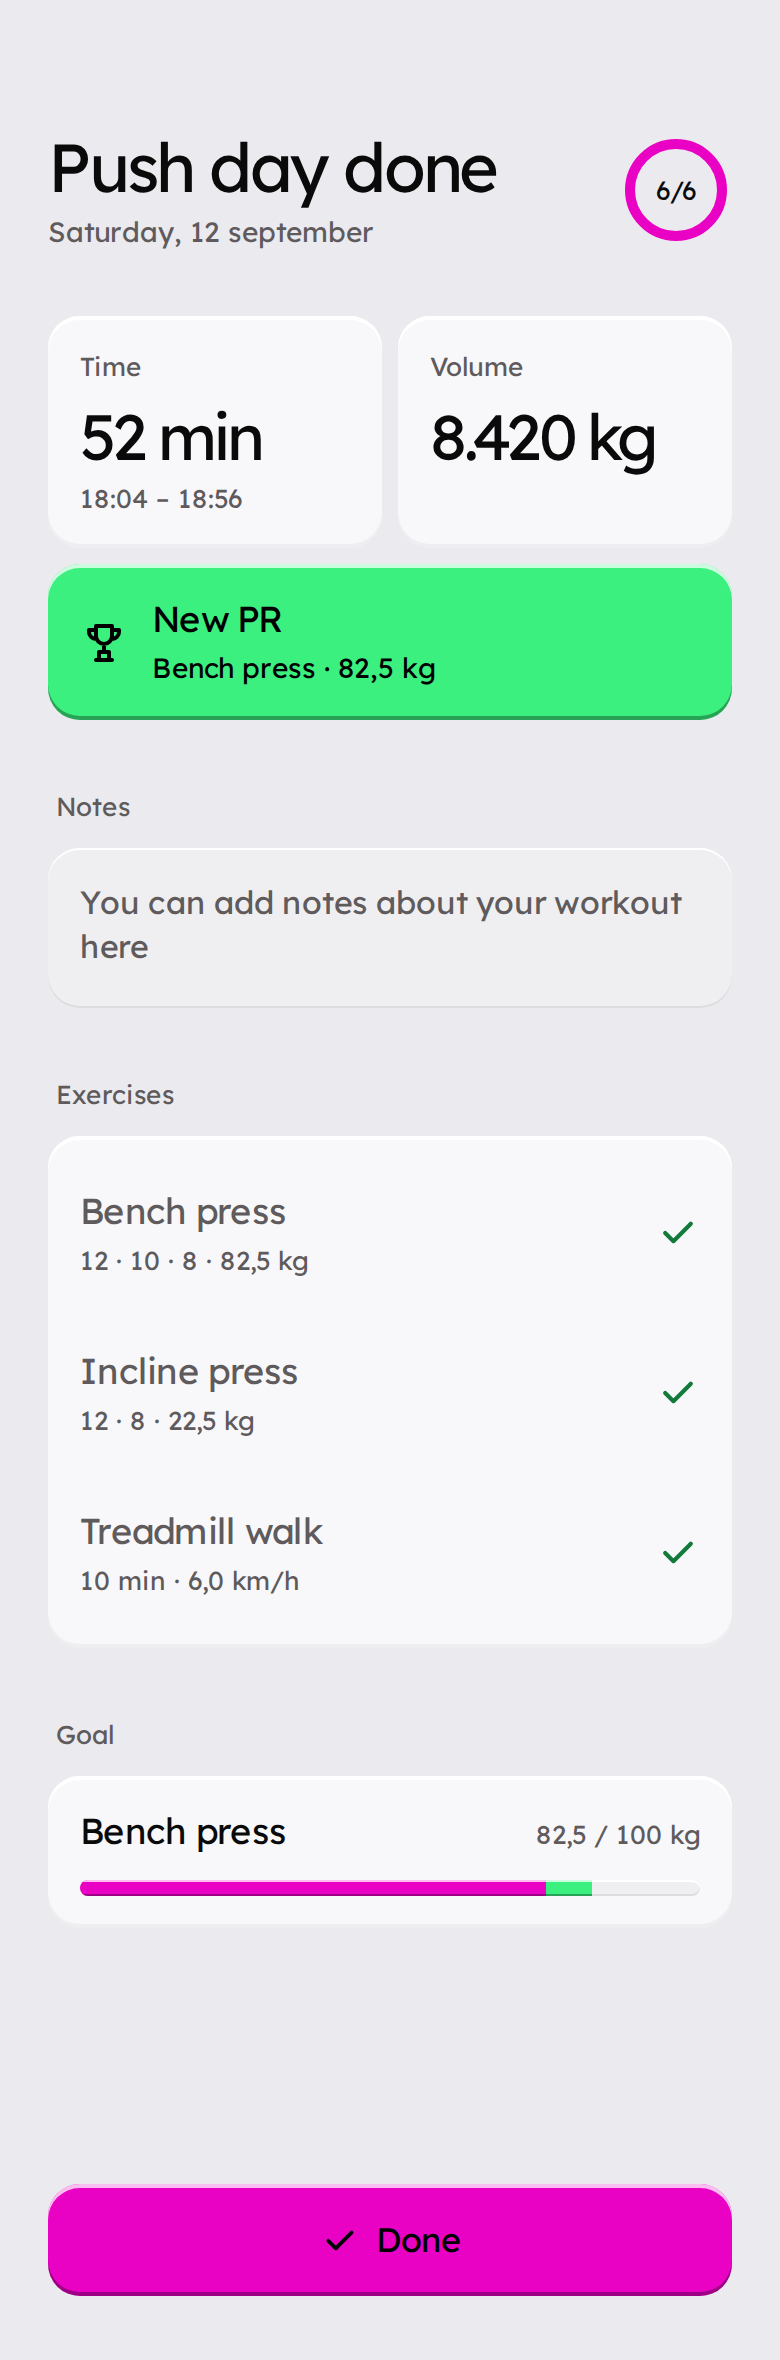 Push day done
Saturday, 12 september
6/6
Time
52 min
18:04 – 18:56
Volume
8.420 kg
New PR
Bench press · 82,5 kg
Notes
You can add notes about your workout
here
Exercises
Bench press
12 · 10 · 8 · 82,5 kg
Incline press
12 · 8 · 22,5 kg
Treadmill walk
10 min · 6,0 km/h
Goal
Bench press
82,5 / 100 kg
Done